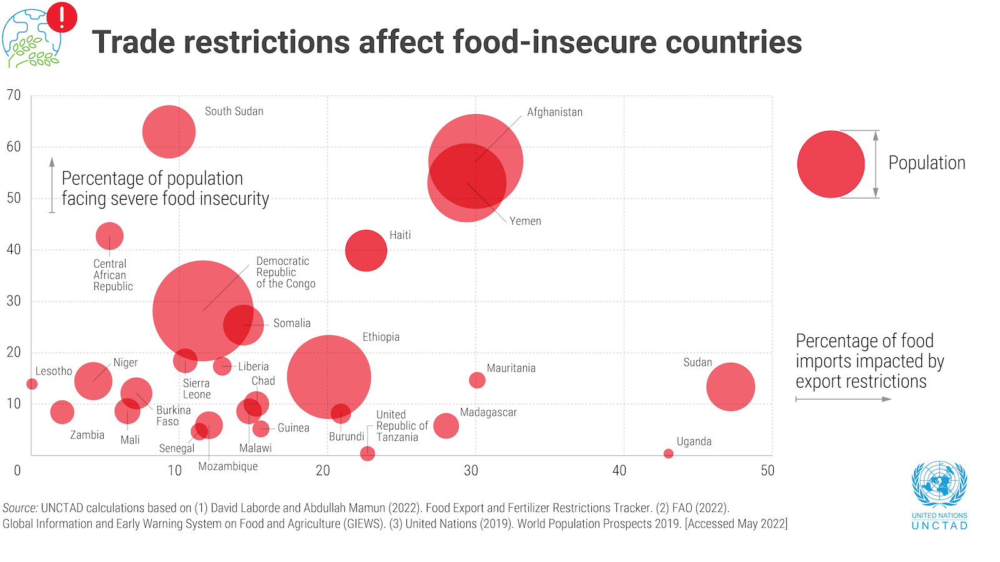 !
Trade restrictions affect food-insecure countries
70
60
50
40
30
20
10
0
10
20
30
40
50
Percentage of population
facing severe food insecurity
South Sudan
Afghanistan
Yemen
Haiti
Central
African
Republic
Democratic
Republic
of the Congo
Somalia
Ethiopia
Lesotho
Niger
Sierra
Leone
Liberia
Chad
Mauritania
Sudan
Zambia
Mali
Burkina
Faso
Senegal
Mozambique
Malawi
Guinea
Burundi
United
Republic of
Tanzania
Madagascar
Uganda
Population
Percentage of food
imports impacted by
export restrictions
Source: UNCTAD calculations based on (1) David Laborde and Abdullah Mamun (2022). Food Export and Fertilizer Restrictions Tracker. (2) FAO (2022).
Global Information and Early Warning System on Food and Agriculture (GIEWS). (3) United Nations (2019). World Population Prospects 2019. [Accessed May 2022]
UNITED NATIONS
UNCTAD